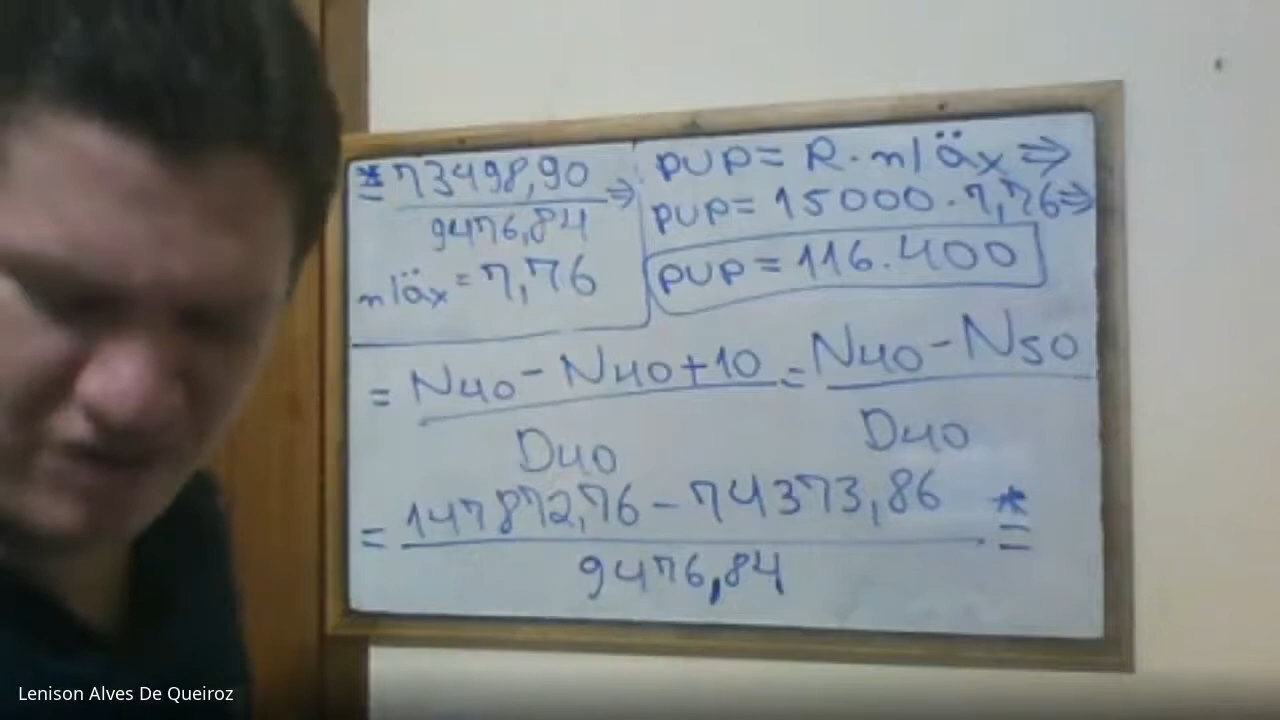 * = 73498,90 / 9476,84 ⇒
n|äx = 7,76
PUP = R . n|äx ⇒
PUP = 15000 . 7,76 ⇒
PUP = 116.400
= N40 - N40+10 / D40 = N40 - N50 / D40
= 147872,76 - 74373,86 / 9476,84 *=
Lenison Alves De Queiroz